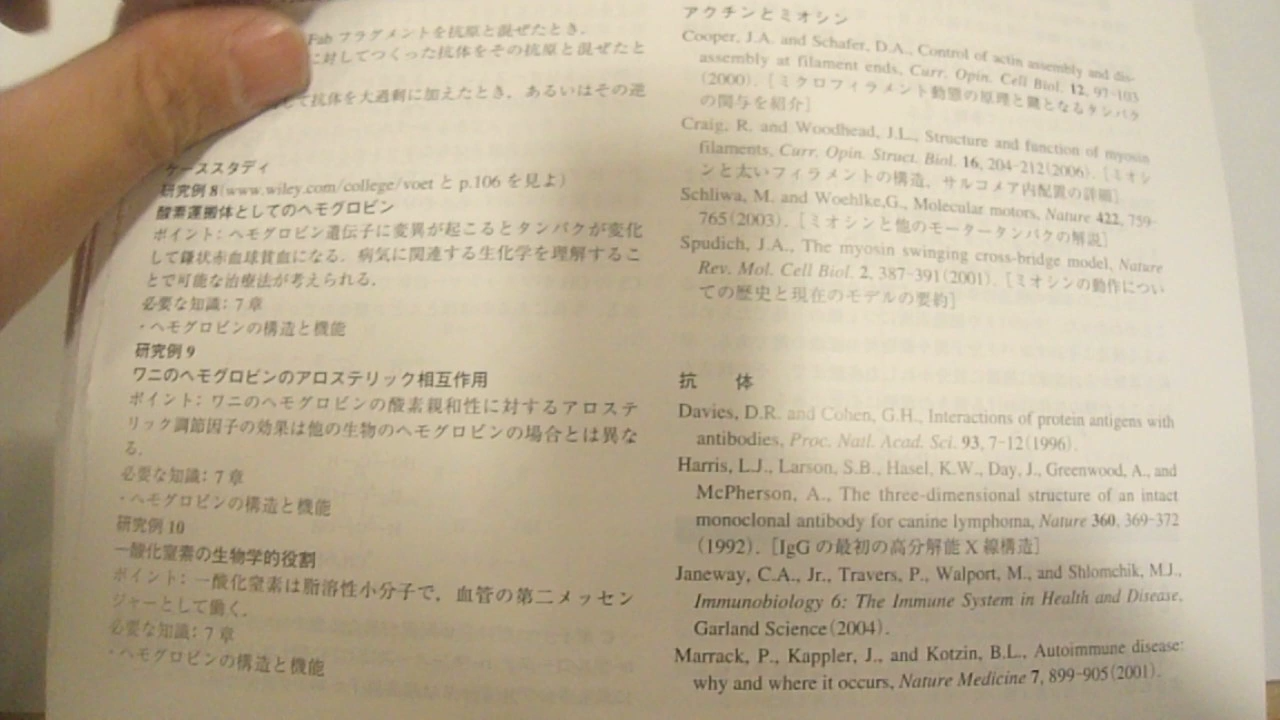 Fab フラグメントを抗原と混ぜたとき.
に対してつくった抗体をその抗原と混ぜたと
て抗体を大過剰に加えたとき，あるいはその逆
ケーススタディ
研究例 8(www.wiley.com/college/voet と p.106 を見よ)
酸素運搬体としてのヘモグロビン
ポイント: ヘモグロビン遺伝子に変異が起こるとタンパクが変化
して鎌状赤血球貧血になる．病気に関連する生化学を理解するこ
とで可能な治療法が考えられる.
必要な知識: 7 章
・ヘモグロビンの構造と機能
研究例 9
ワニのヘモグロビンのアロステリック相互作用
ポイント: ワニのヘモグロビンの酸素親和性に対するアロステ
リック調節因子の効果は他の生物のヘモグロビンの場合とは異な
る.
必要な知識: 7 章
・ヘモグロビンの構造と機能
研究例 10
一酸化窒素の生物学的役割
ポイント: 一酸化窒素は脂溶性小分子で，血管の第二メッセン
ジャーとして働く.
必要な知識: 7 章
・ヘモグロビンの構造と機能
アクチンとミオシン
Cooper, J.A. and Schafer, D.A., Control of actin assembly and dis-
assembly at filament ends, Curr. Opin. Cell Biol. 12, 97-103
(2000). [ミクロフィラメント動態の原理と鍵となるタンパク
の関与を紹介]
Craig, R. and Woodhead, J.L., Structure and function of myosin
filaments, Curr. Opin. Struct. Biol. 16, 204-212(2006). [ミオシ
ンと太いフィラメントの構造，サルコメア内配置の詳細]
Schliwa, M. and Woehlke,G., Molecular motors, Nature 422, 759-
765(2003). [ミオシンと他のモータータンパクの解説]
Spudich, J.A., The myosin swinging cross-bridge model, Nature
Rev. Mol. Cell Biol. 2, 387-391(2001). [ミオシンの動作につい
ての歴史と現在のモデルの要約]
抗　体
Davies, D.R. and Cohen, G.H., Interactions of protein antigens with
antibodies, Proc. Natl. Acad. Sci. 93, 7-12(1996).
Harris, L.J., Larson, S.B., Hasel, K.W., Day, J., Greenwood, A., and
McPherson, A., The three-dimensional structure of an intact
monoclonal antibody for canine lymphoma, Nature 360, 369-372
(1992). [IgG の最初の高分解能 X 線構造]
Janeway, C.A., Jr., Travers, P., Walport, M., and Shlomchik, M.J.,
Immunobiology 6: The Immune System in Health and Disease,
Garland Science(2004).
Marrack, P., Kappler, J., and Kotzin, B.L., Autoimmune disease:
why and where it occurs, Nature Medicine 7, 899-905(2001).